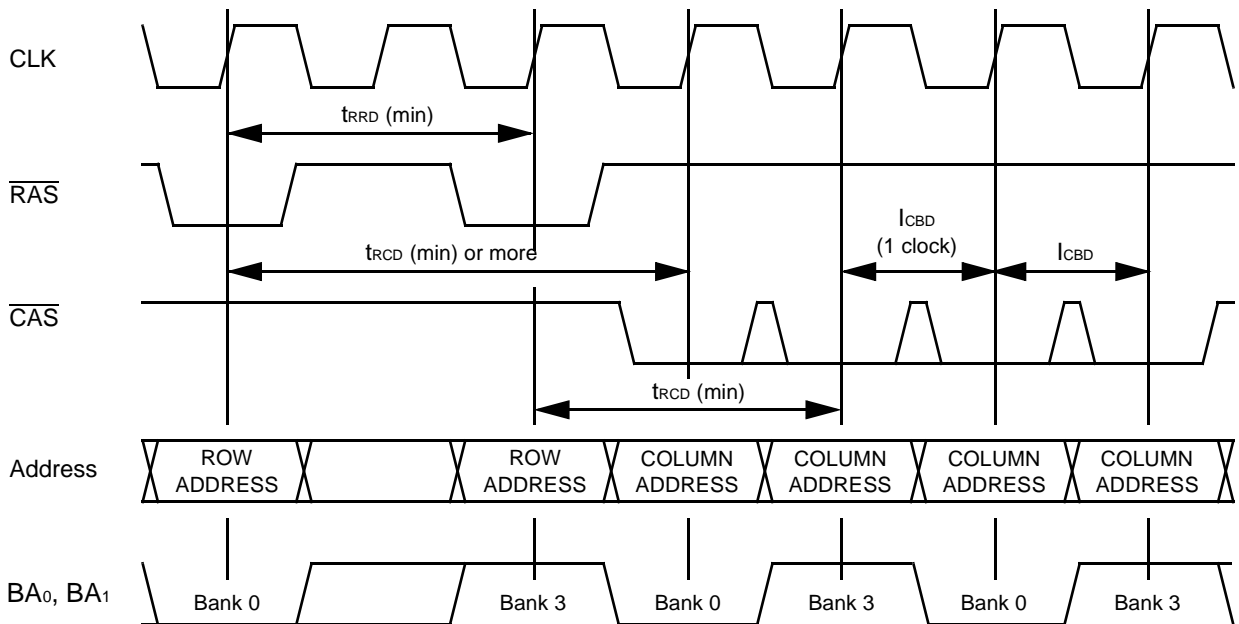 CLK
tRRD (min)
RAS
ICBD
(1 clock)
ICBD
tRCD (min) or more
CAS
tRCD (min)
Address
ROW
ADDRESS
ROW
ADDRESS
COLUMN
ADDRESS
COLUMN
ADDRESS
COLUMN
ADDRESS
COLUMN
ADDRESS
BA0, BA1
Bank 0
Bank 3
Bank 0
Bank 3
Bank 0
Bank 3